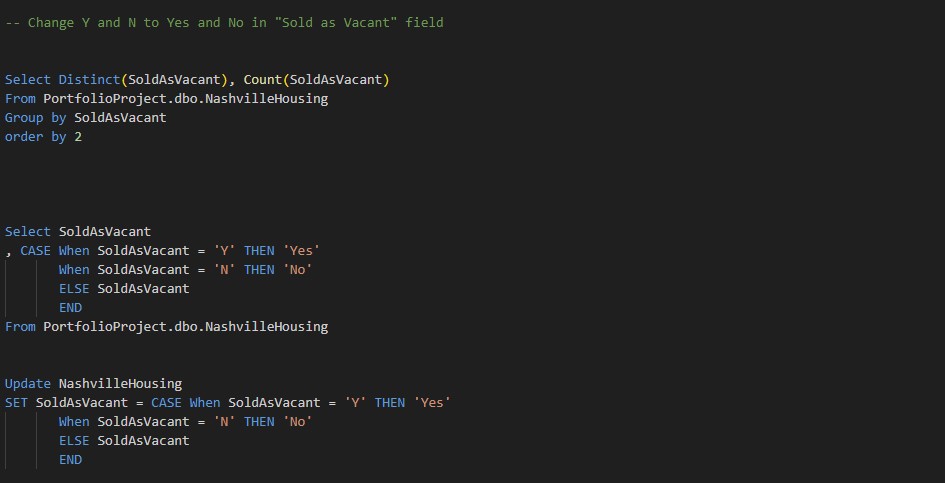 -- Change Y and N to Yes and No in "Sold as Vacant" field
Select Distinct(SoldAsVacant), Count(SoldAsVacant)
From PortfolioProject.dbo.NashvilleHousing
Group by SoldAsVacant
order by 2
Select SoldAsVacant
, CASE When SoldAsVacant = 'Y' THEN 'Yes'
When SoldAsVacant = 'N' THEN 'No'
ELSE SoldAsVacant
END
From PortfolioProject.dbo.NashvilleHousing
Update NashvilleHousing
SET SoldAsVacant = CASE When SoldAsVacant = 'Y' THEN 'Yes'
When SoldAsVacant = 'N' THEN 'No'
ELSE SoldAsVacant
END